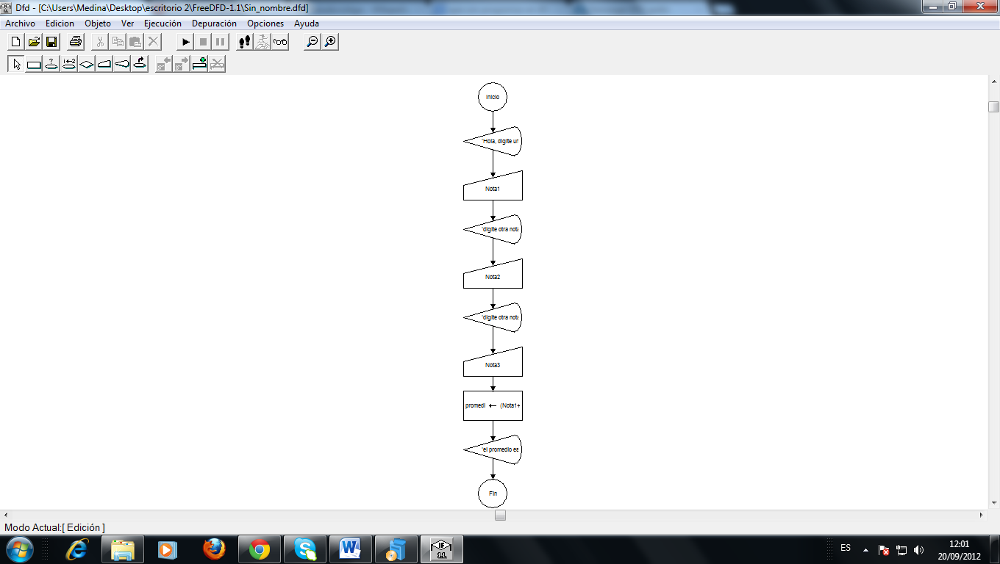 Dfd - [C:\Users\Medina\Desktop\escritorio 2\FreeDFD-1.1\Sin_nombre.dfd]
Archivo Edicion Objeto Ver Ejecución Depuración Opciones Ayuda
Inicio
'Hola, digite un
Nota1
'digite otra nota
Nota2
'digite otra nota
Nota3
promedi ← (Nota1+
'el promedio es
Fin
Modo Actual:[ Edición ]
ES
12:01
20/09/2012